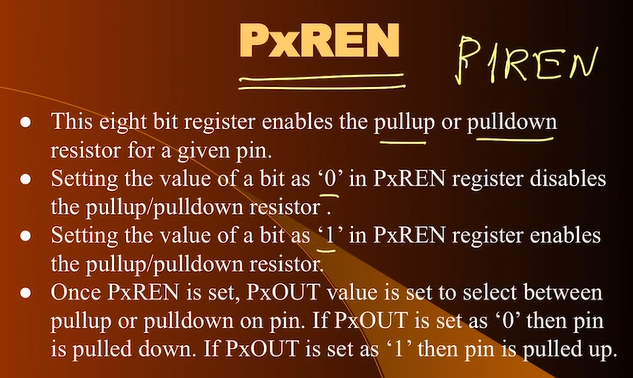 PxREN
P1REN
● This eight bit register enables the pullup or pulldown
resistor for a given pin.
● Setting the value of a bit as ‘0’ in PxREN register disables
the pullup/pulldown resistor .
● Setting the value of a bit as ‘1’ in PxREN register enables
the pullup/pulldown resistor.
● Once PxREN is set, PxOUT value is set to select between
pullup or pulldown on pin. If PxOUT is set as ‘0’ then pin
is pulled down. If PxOUT is set as ‘1’ then pin is pulled up.